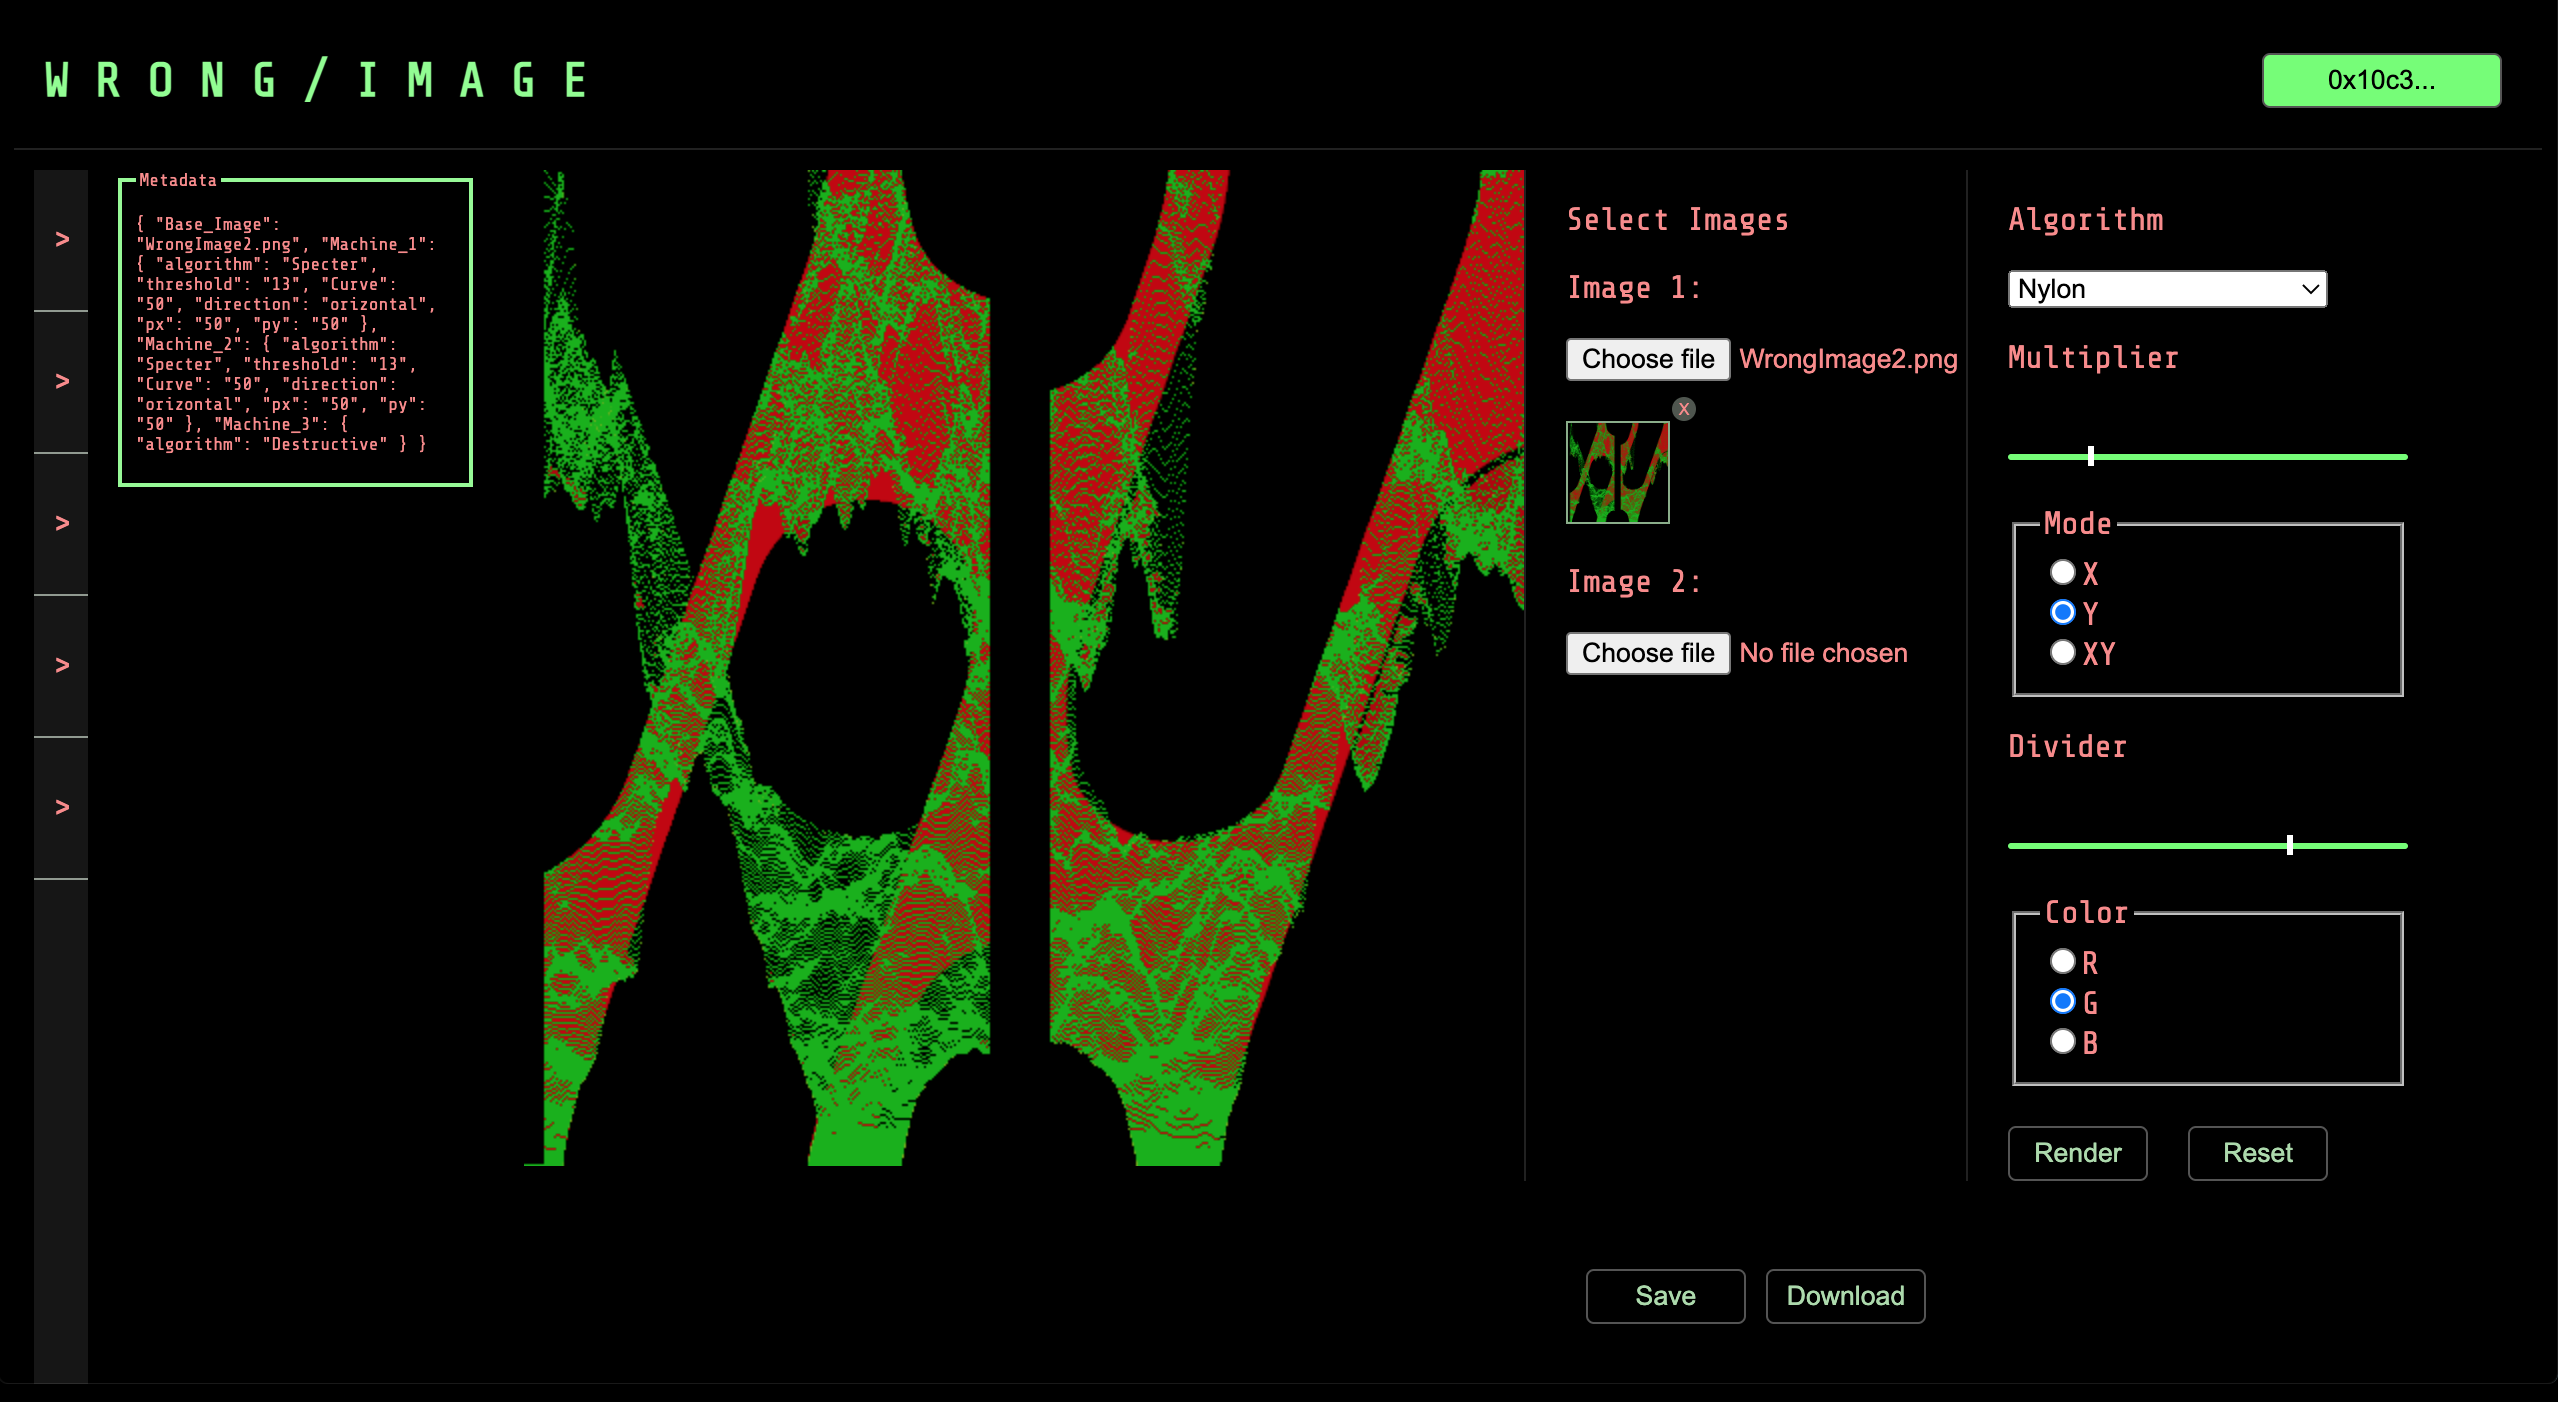 WRONG/IMAGE
0x10c3...
>
>
>
>
>
Metadata
{ "Base_Image":
"WrongImage2.png", "Machine_1":
{ "algorithm": "Specter",
"threshold": "13", "Curve":
"50", "direction": "orizontal",
"px": "50", "py": "50" },
"Machine_2": { "algorithm":
"Specter", "threshold": "13",
"Curve": "50", "direction":
"orizontal", "px": "50", "py":
"50" }, "Machine_3": {
"algorithm": "Destructive" } }
Select Images
Image 1:
Choose file WrongImage2.png
X
Image 2:
Choose file No file chosen
Save
Download
Algorithm
Nylon
Multiplier
Mode
X
Y
XY
Divider
Color
R
G
B
Render
Reset